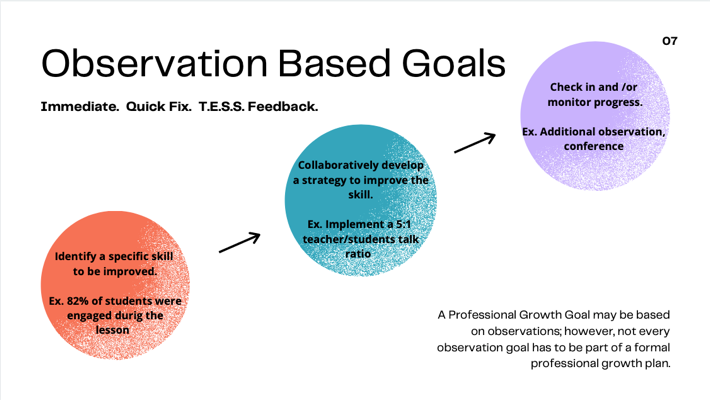 07
Observation Based Goals
Immediate. Quick Fix. T.E.S.S. Feedback.
Identify a specific skill
to be improved.
Ex. 82% of students were
engaged durig the
lesson
Collaboratively develop
a strategy to improve the
skill.
Ex. Implement a 5:1
teacher/students talk
ratio
Check in and /or
monitor progress.
Ex. Additional observation,
conference
A Professional Growth Goal may be based
on observations; however, not every
observation goal has to be part of a formal
professional growth plan.